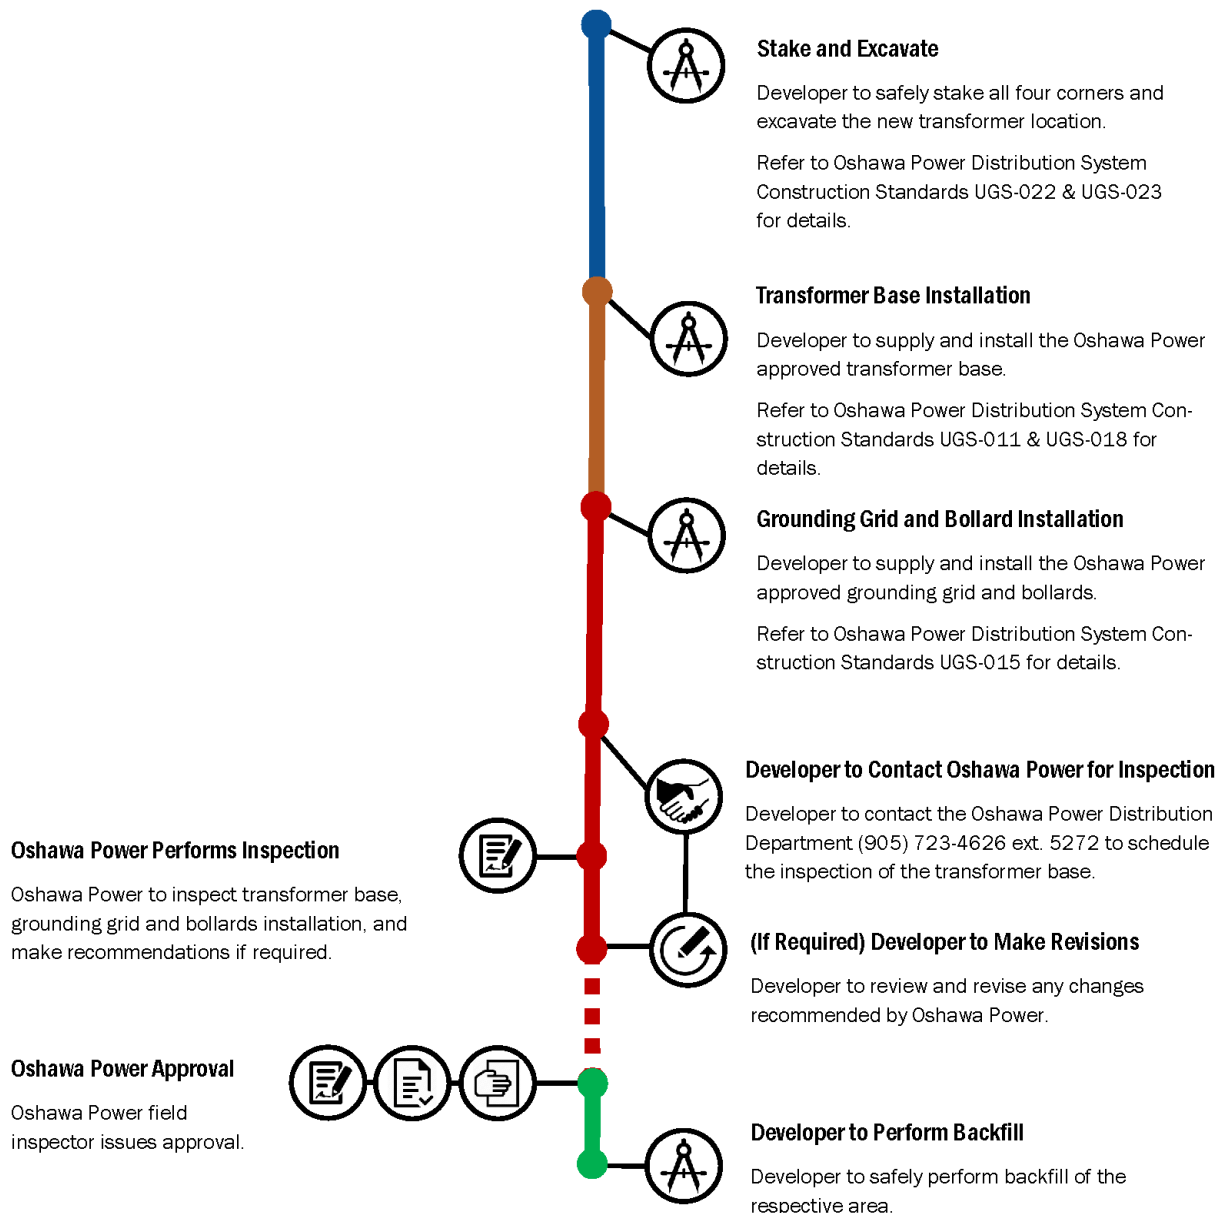 Stake and Excavate
Developer to safely stake all four corners and
excavate the new transformer location.
Refer to Oshawa Power Distribution System
Construction Standards UGS-022 & UGS-023
for details.
Transformer Base Installation
Developer to supply and install the Oshawa Power
approved transformer base.
Refer to Oshawa Power Distribution System Con-
struction Standards UGS-011 & UGS-018 for
details.
Grounding Grid and Bollard Installation
Developer to supply and install the Oshawa Power
approved grounding grid and bollards.
Refer to Oshawa Power Distribution System Con-
struction Standards UGS-015 for details.
Developer to Contact Oshawa Power for Inspection
Developer to contact the Oshawa Power Distribution
Department (905) 723-4626 ext. 5272 to schedule
the inspection of the transformer base.
Oshawa Power Performs Inspection
Oshawa Power to inspect transformer base,
grounding grid and bollards installation, and
make recommendations if required.
(If Required) Developer to Make Revisions
Developer to review and revise any changes
recommended by Oshawa Power.
Oshawa Power Approval
Oshawa Power field
inspector issues approval.
Developer to Perform Backfill
Developer to safely perform backfill of the
respective area.